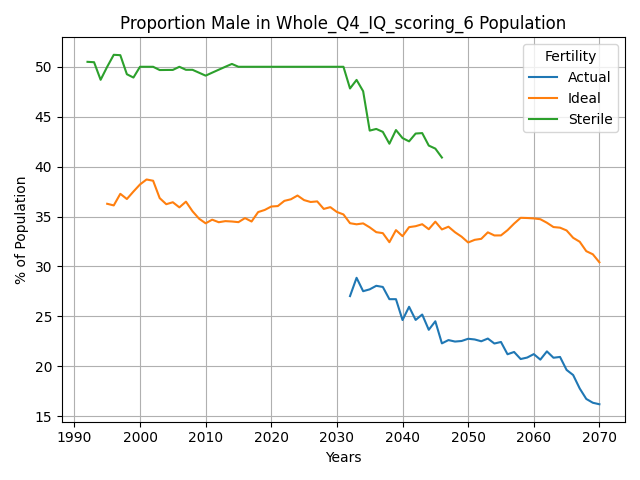 Proportion Male in Whole_Q4_IQ_scoring_6 Population
Fertility
Actual
Ideal
Sterile
% of Population
50
45
40
35
30
25
20
15
1990
2000
2010
2020
2030
2040
2050
2060
2070
Years